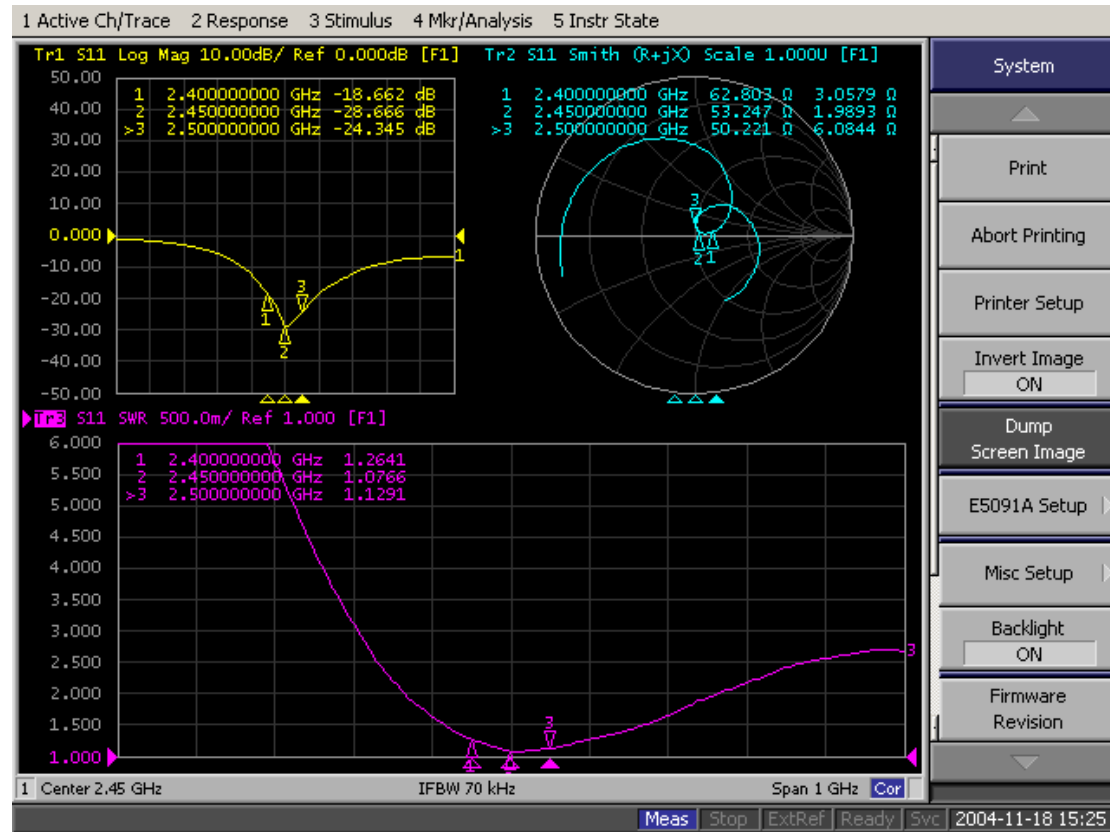 1 Active Ch/Trace 2 Response 3 Stimulus 4 Mkr/Analysis 5 Instr State
Tr1 S11 Log Mag 10.00dB/ Ref 0.000dB [F1]
50.00
40.00
30.00
20.00
10.00
0.000
-10.00
-20.00
-30.00
-40.00
-50.00
1 2.400000000 GHz -18.662 dB
2 2.450000000 GHz -28.666 dB
>3 2.500000000 GHz -24.345 dB
1
2
3
1
Tr2 S11 Smith (R+jX) Scale 1.000U [F1]
1 2.400000000 GHz 62.803 Ω 3.0579 Ω
2 2.450000000 GHz 53.247 Ω 1.9893 Ω
>3 2.500000000 GHz 50.221 Ω 6.0844 Ω
3
2 1
Tr3 S11 SWR 500.0m/ Ref 1.000 [F1]
6.000
5.500
5.000
4.500
4.000
3.500
3.000
2.500
2.000
1.500
1.000
1 2.400000000 GHz 1.2641
2 2.450000000 GHz 1.0766
>3 2.500000000 GHz 1.1291
3
3
1 Center 2.45 GHz IFBW 70 kHz Span 1 GHz Cor
System
Print
Abort Printing
Printer Setup
Invert Image
ON
Dump
Screen Image
E5091A Setup
Misc Setup
Backlight
ON
Firmware
Revision
Meas Stop ExtRef Ready Svc 2004-11-18 15:25